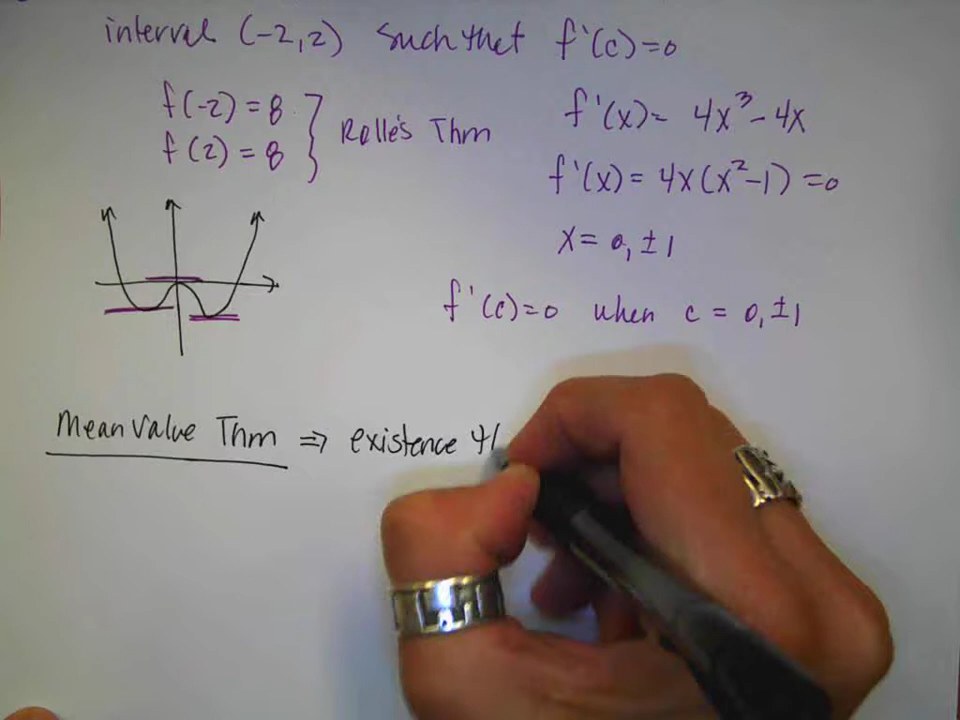 interval (-2,2) such that f'(c)=0
f(-2) = 8
f(2) = 8
Rolle's Thm
f'(x)= 4x³-4x
f'(x)= 4x(x²-1) =0
x= 0, ±1
f'(c)=0 when c = 0, ±1
Mean Value Thm ⇒ existence